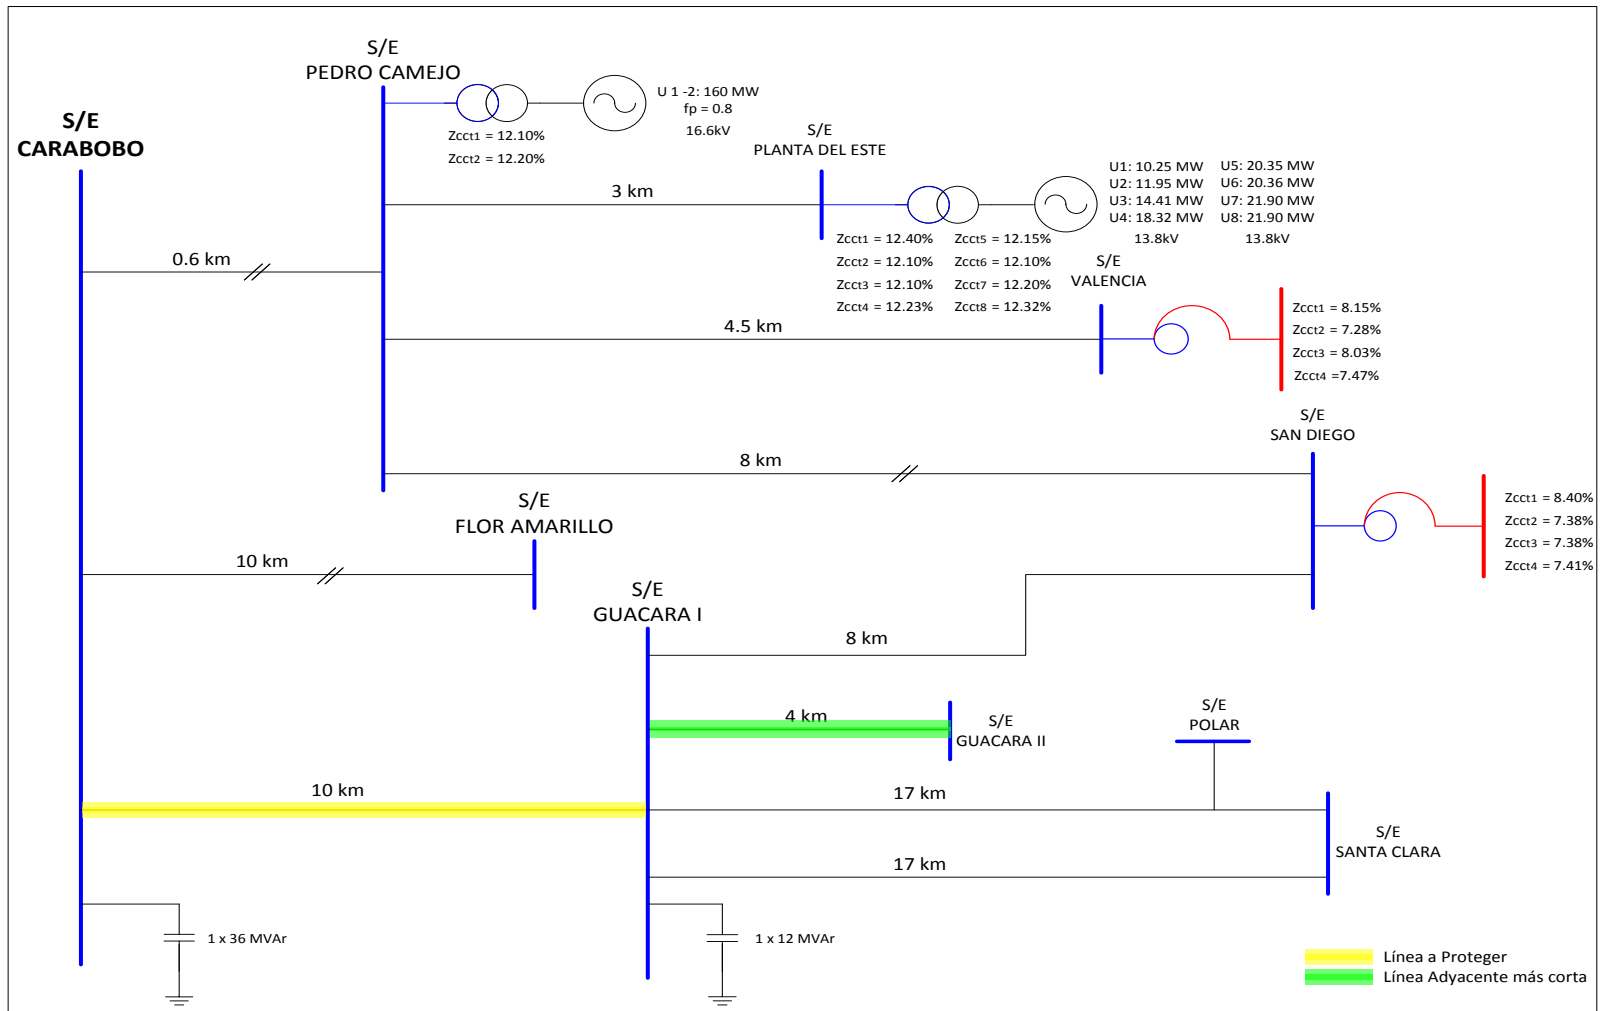 S/E
PEDRO CAMEJO
U 1 -2: 160 MW
fp = 0.8
16.6kV
Zcct1 = 12.10%
Zcct2 = 12.20%
S/E
CARABOBO
S/E
PLANTA DEL ESTE
U1: 10.25 MW
U2: 11.95 MW
U3: 14.41 MW
U4: 18.32 MW
13.8kV
U5: 20.35 MW
U6: 20.36 MW
U7: 21.90 MW
U8: 21.90 MW
13.8kV
3 km
Zcct1 = 12.40%
Zcct2 = 12.10%
Zcct3 = 12.10%
Zcct4 = 12.23%
Zcct5 = 12.15%
Zcct6 = 12.10%
Zcct7 = 12.20%
Zcct8 = 12.32%
0.6 km
S/E
VALENCIA
4.5 km
Zcct1 = 8.15%
Zcct2 = 7.28%
Zcct3 = 8.03%
Zcct4 =7.47%
S/E
SAN DIEGO
8 km
Zcct1 = 8.40%
Zcct2 = 7.38%
Zcct3 = 7.38%
Zcct4 = 7.41%
S/E
FLOR AMARILLO
10 km
S/E
GUACARA I
8 km
4 km
S/E
GUACARA II
S/E
POLAR
10 km
17 km
S/E
SANTA CLARA
17 km
1 x 36 MVAr
1 x 12 MVAr
Línea a Proteger
Línea Adyacente más corta